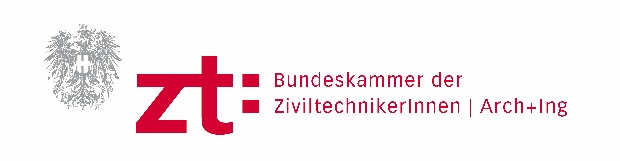 zt:
Bundeskammer der
ZiviltechnikerInnen | Arch+Ing